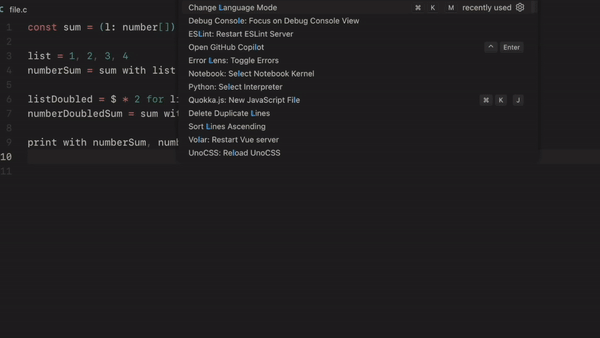 C file.c
1 const sum = (l: number[])
2
3 list = 1, 2, 3, 4
4 numberSum = sum with list
5
6 listDoubled = $ * 2 for li
7 numberDoubledSum = sum wit
8
9 print with numberSum, numb
10
11
Change Language Mode ⌘ K M recently used
Debug Console: Focus on Debug Console View
ESLint: Restart ESLint Server
Open GitHub Copilot ^ Enter
Error Lens: Toggle Errors
Notebook: Select Notebook Kernel
Python: Select Interpreter
Quokka.js: New JavaScript File ⌘ K J
Delete Duplicate Lines
Sort Lines Ascending
Volar: Restart Vue server
UnoCSS: Reload UnoCSS